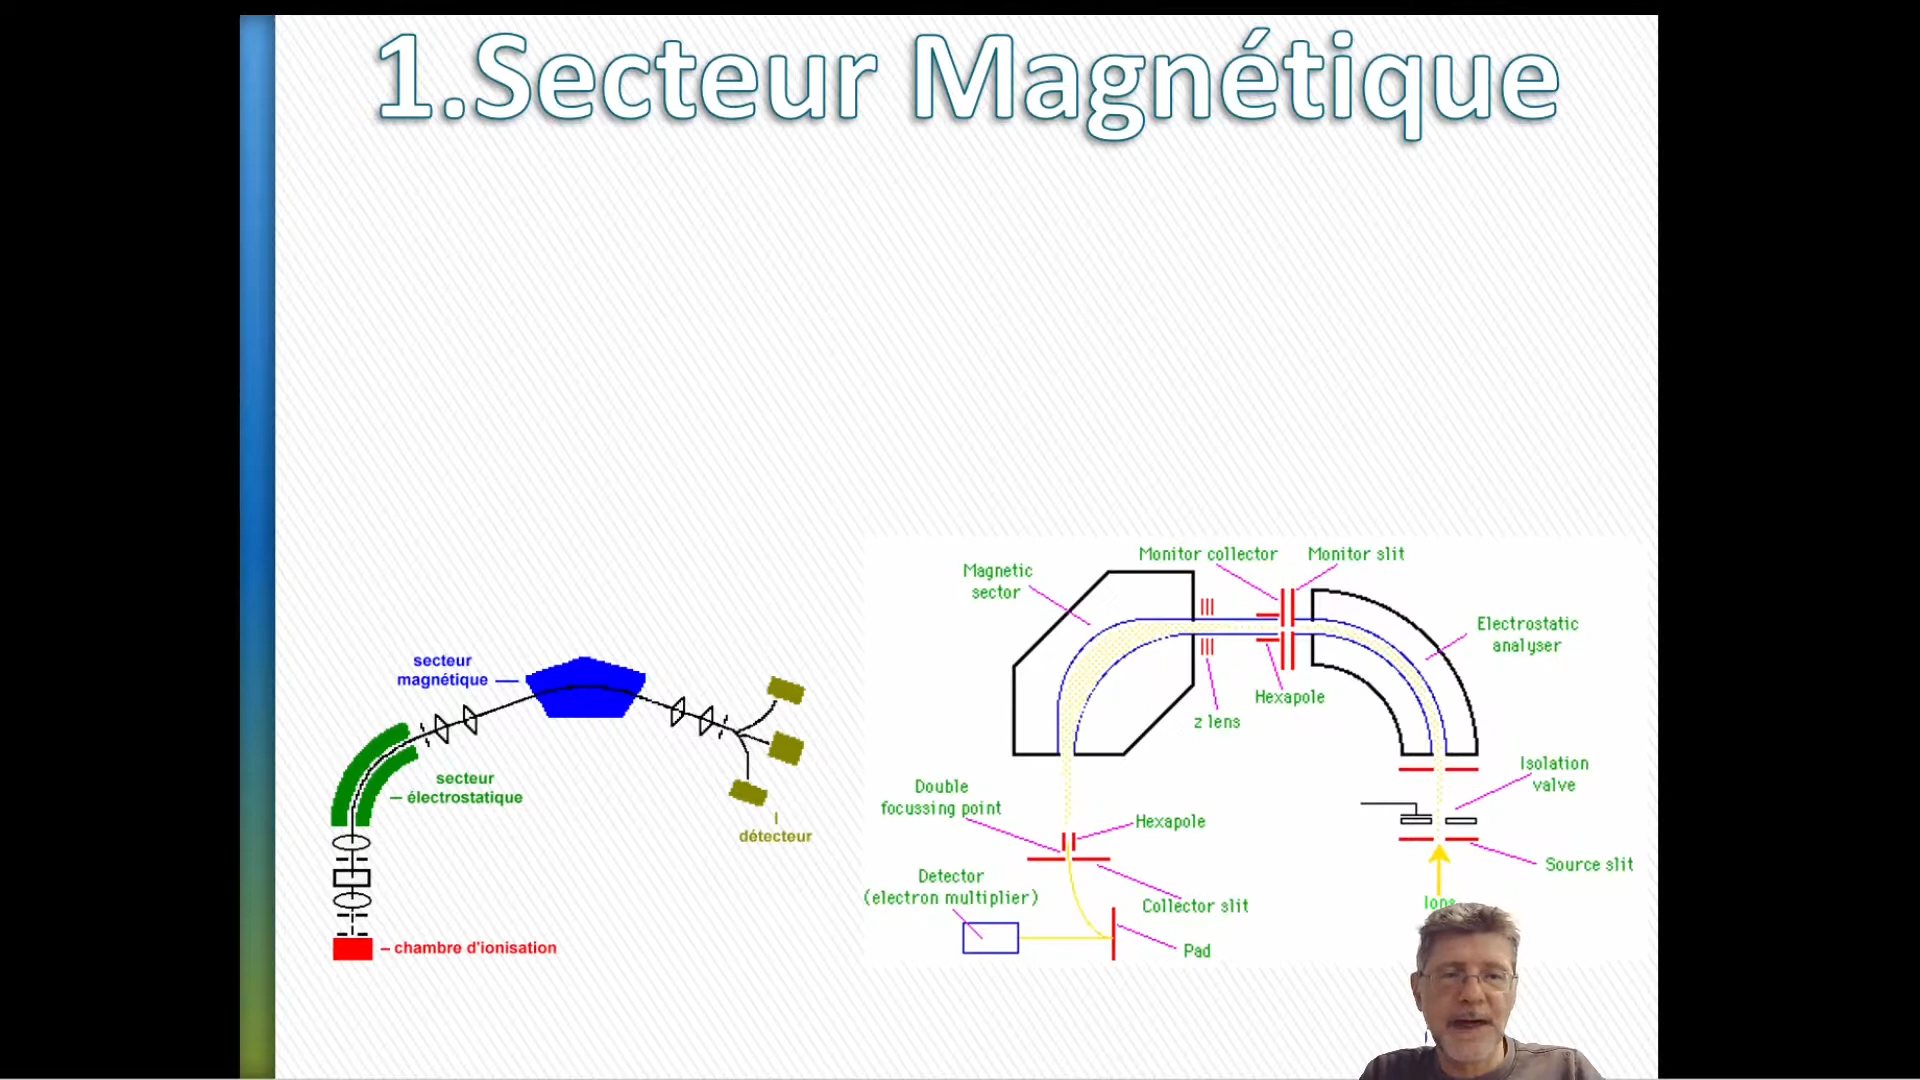 1.Secteur Magnétique
secteur
magnétique
secteur
électrostatique
détecteur
chambre d'ionisation
Monitor collector
Monitor slit
Magnetic
sector
Electrostatic
analyser
Hexapole
z lens
Isolation
valve
Double
focussing point
Hexapole
Source slit
Detector
(electron multiplier)
Collector slit
Ions
Pad